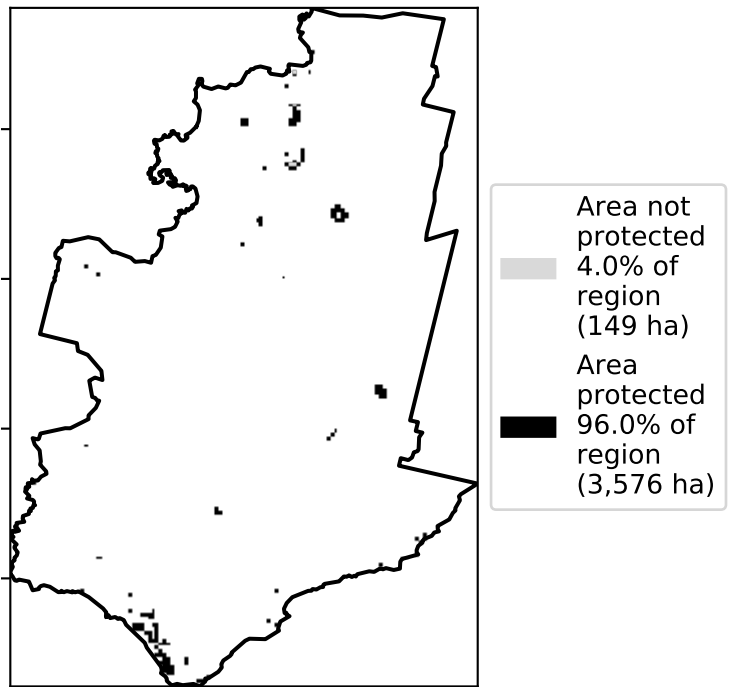 Area not
protected
4.0% of
region
(149 ha)
Area
protected
96.0% of
region
(3,576 ha)